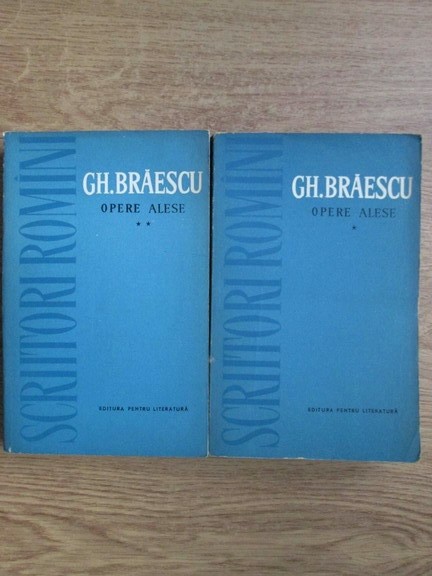 SCRIITORI ROMÎNI
GH. BRĂESCU
OPERE ALESE
★ ★
EDITURA PENTRU LITERATURĂ
SCRIITORI ROMÎNI
GH. BRĂESCU
OPERE ALESE
★
EDITURA PENTRU LITERATURĂ